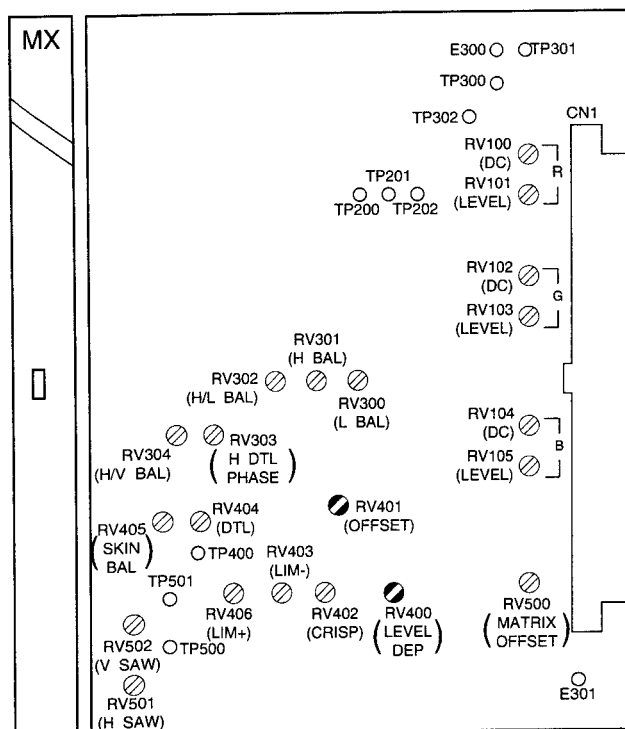 MX
E300
TP301
TP300
TP302
CN1
RV100
(DC)
R
RV101
(LEVEL)
TP201
TP200
TP202
RV102
(DC)
G
RV103
(LEVEL)
RV301
(H BAL)
RV302
(H/L BAL)
RV300
(L BAL)
RV104
(DC)
B
RV105
(LEVEL)
RV304
(H/V BAL)
RV303
(H DTL
PHASE)
RV401
(OFFSET)
RV404
(DTL)
RV405
(SKIN
BAL)
TP400
RV403
(LIM-)
TP501
RV406
(LIM+)
RV402
(CRISP)
RV400
(LEVEL
DEP)
RV500
(MATRIX
OFFSET)
RV502
(V SAW)
TP500
RV501
(H SAW)
E301